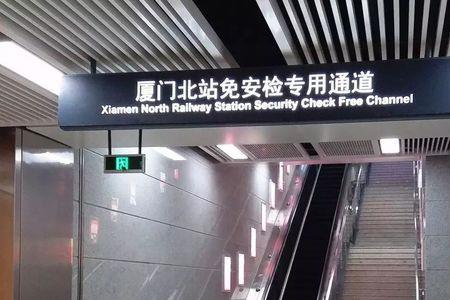 厦门北站免安检专用通道
Xiamen North Railway Station Security Check Free Channel